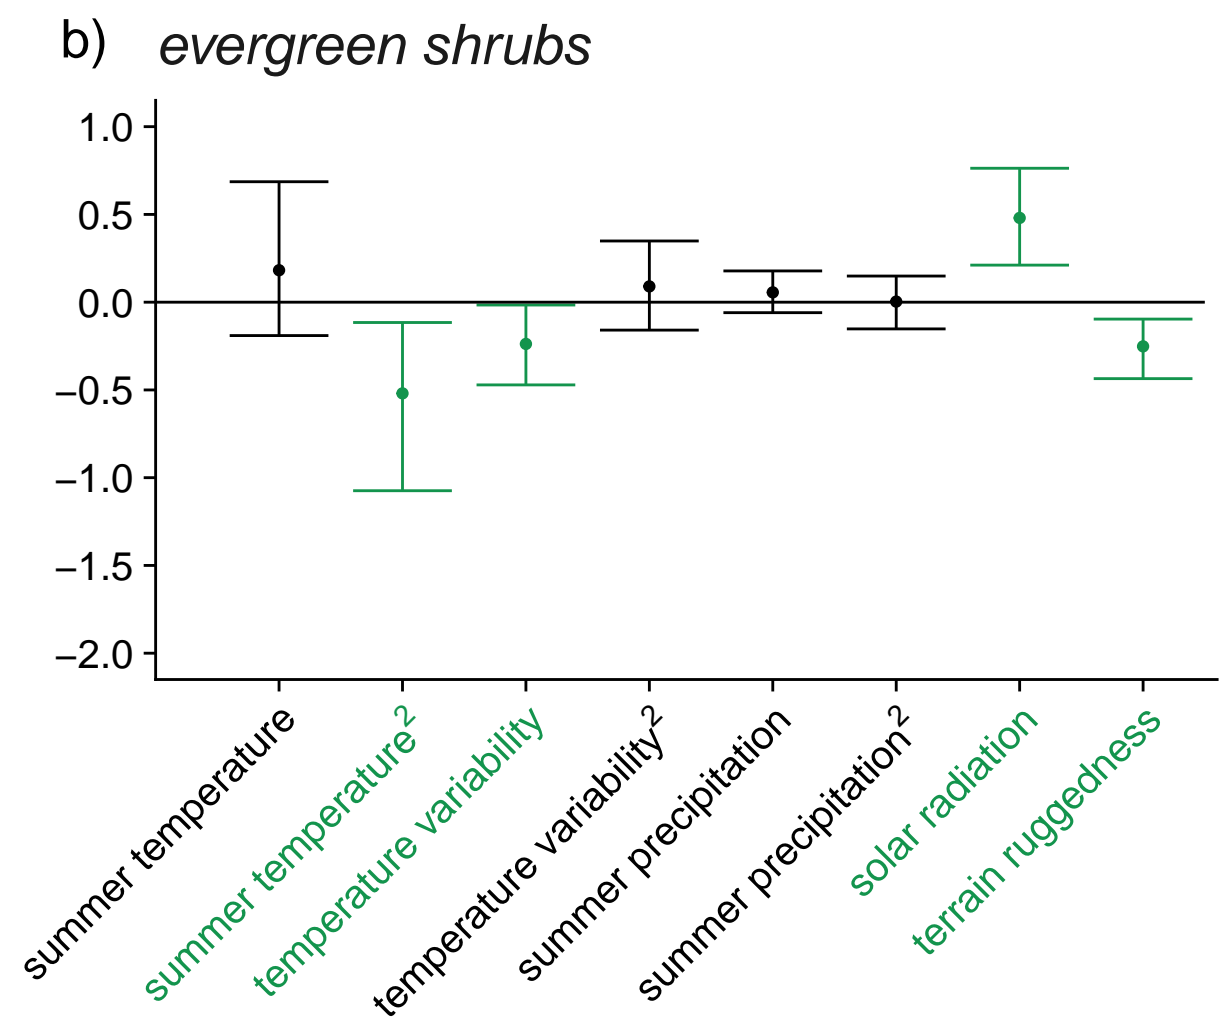 b) evergreen shrubs
1.0
0.5
0.0
−0.5
−1.0
−1.5
−2.0
summer temperature
summer temperature²
temperature variability
temperature variability²
summer precipitation
summer precipitation²
solar radiation
terrain ruggedness